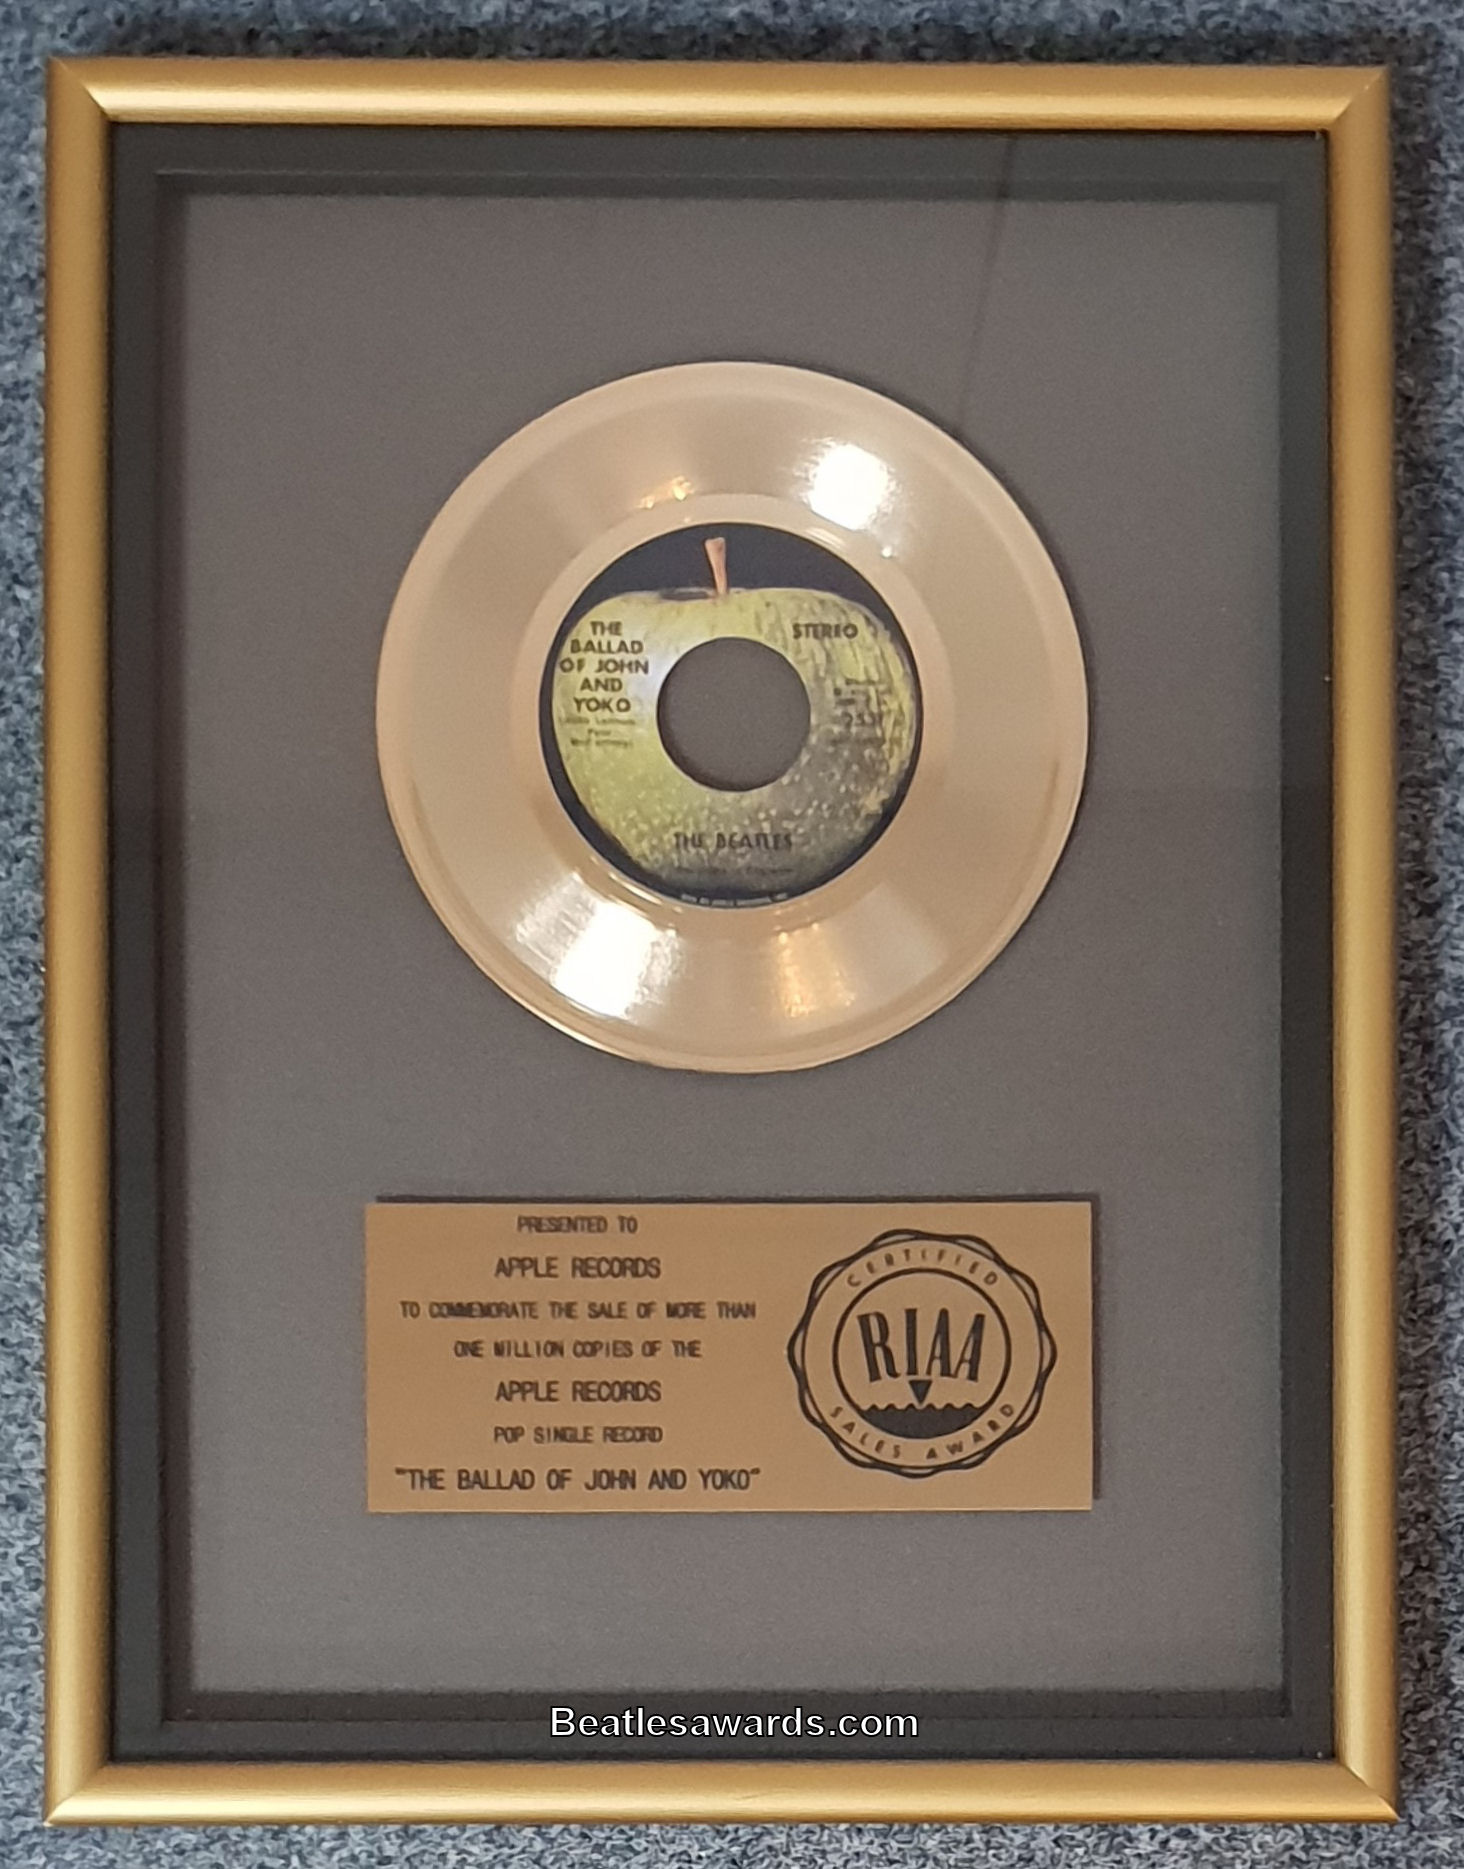 THE
BALLAD
OF JOHN
AND
YOKO
STEREO
THE BEATLES
PRESENTED TO
APPLE RECORDS
TO COMMEMORATE THE SALE OF MORE THAN
ONE MILLION COPIES OF THE
APPLE RECORDS
POP SINGLE RECORD
"THE BALLAD OF JOHN AND YOKO"
CERTIFIED
RIAA
SALES AWARD
Beatlesawards.com